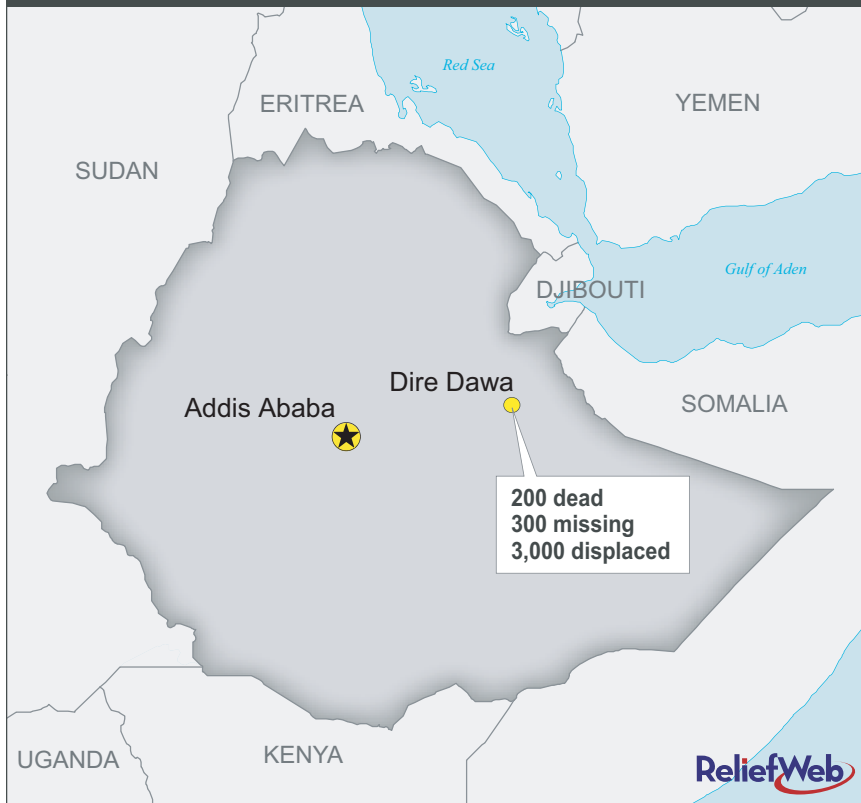 Red Sea
ERITREA
YEMEN
SUDAN
Gulf of Aden
DJIBOUTI
Dire Dawa
Addis Ababa
SOMALIA
200 dead
300 missing
3,000 displaced
UGANDA
KENYA
ReliefWeb